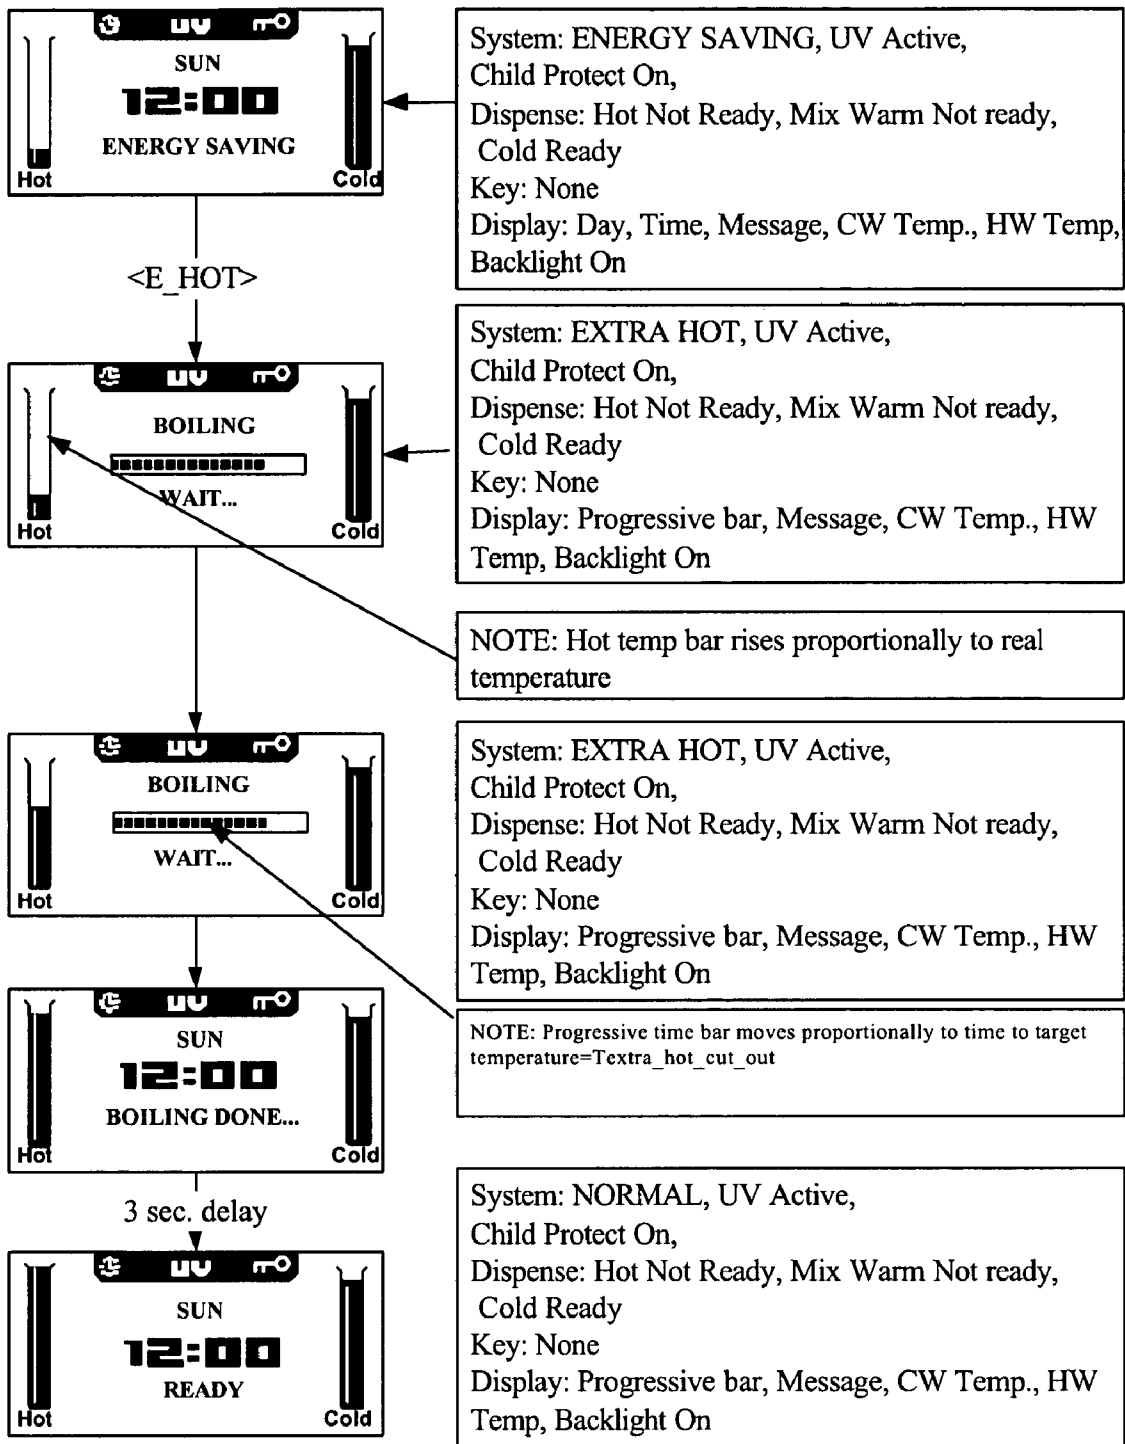 UV
SUN
12:00
ENERGY SAVING
Hot
Cold
System: ENERGY SAVING, UV Active,
Child Protect On,
Dispense: Hot Not Ready, Mix Warm Not ready,
Cold Ready
Key: None
Display: Day, Time, Message, CW Temp., HW Temp,
Backlight On
<E_HOT>
UV
BOILING
WAIT...
Hot
Cold
System: EXTRA HOT, UV Active,
Child Protect On,
Dispense: Hot Not Ready, Mix Warm Not ready,
Cold Ready
Key: None
Display: Progressive bar, Message, CW Temp., HW
Temp, Backlight On
NOTE: Hot temp bar rises proportionally to real
temperature
UV
BOILING
WAIT...
Hot
Cold
System: EXTRA HOT, UV Active,
Child Protect On,
Dispense: Hot Not Ready, Mix Warm Not ready,
Cold Ready
Key: None
Display: Progressive bar, Message, CW Temp., HW
Temp, Backlight On
UV
SUN
12:00
BOILING DONE...
Hot
Cold
NOTE: Progressive time bar moves proportionally to time to target
temperature=Textra_hot_cut_out
3 sec. delay
UV
SUN
12:00
READY
Hot
Cold
System: NORMAL, UV Active,
Child Protect On,
Dispense: Hot Not Ready, Mix Warm Not ready,
Cold Ready
Key: None
Display: Progressive bar, Message, CW Temp., HW
Temp, Backlight On